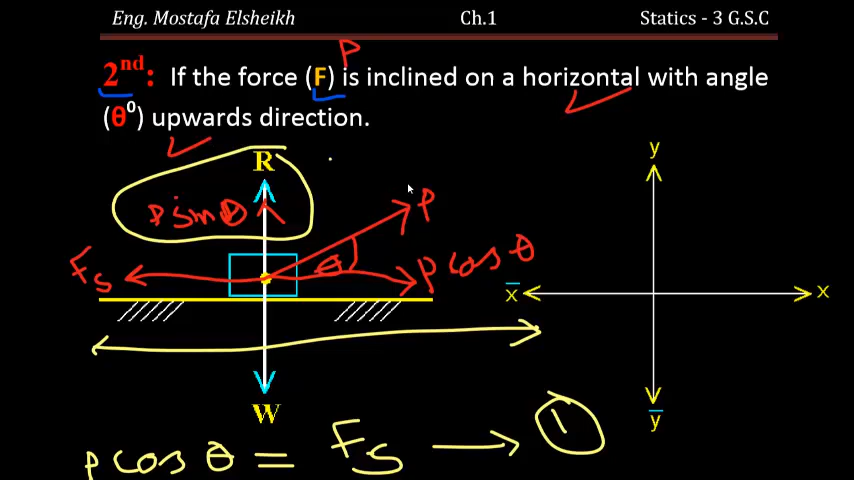 Eng. Mostafa Elsheikh Ch.1 Statics - 3 G.S.C
P
2nd: If the force (F) is inclined on a horizontal with angle
(θ0) upwards direction.
R
y
P sin θ
P
Fs
θ
P cos θ
x̅
x
W
y̅
P cos θ = Fs → 1